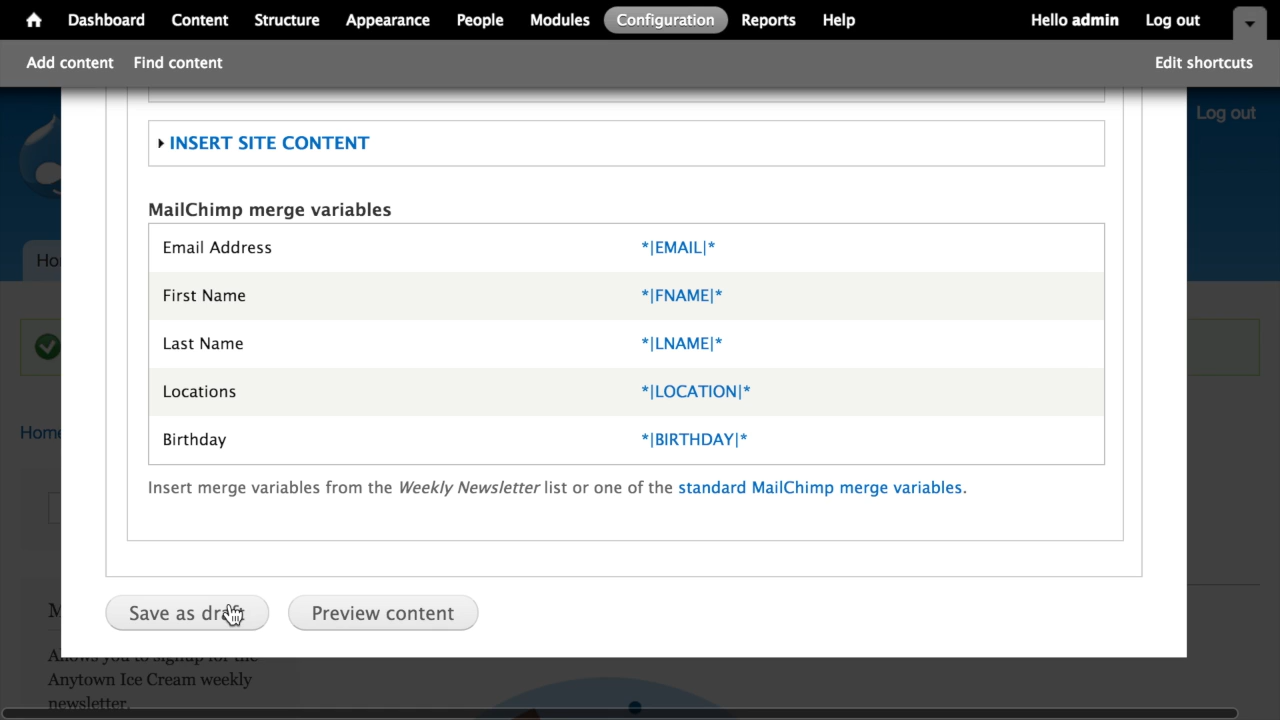 Dashboard Content Structure Appearance People Modules Configuration Reports Help Hello admin Log out
Add content Find content Edit shortcuts
Log out
INSERT SITE CONTENT
MailChimp merge variables
Email Address *|EMAIL|*
First Name *|FNAME|*
Last Name *|LNAME|*
Locations *|LOCATION|*
Birthday *|BIRTHDAY|*
Home
Insert merge variables from the Weekly Newsletter list or one of the standard MailChimp merge variables.
Save as draft Preview content
Allows you to signup for the
Anytown Ice Cream weekly
newsletter.